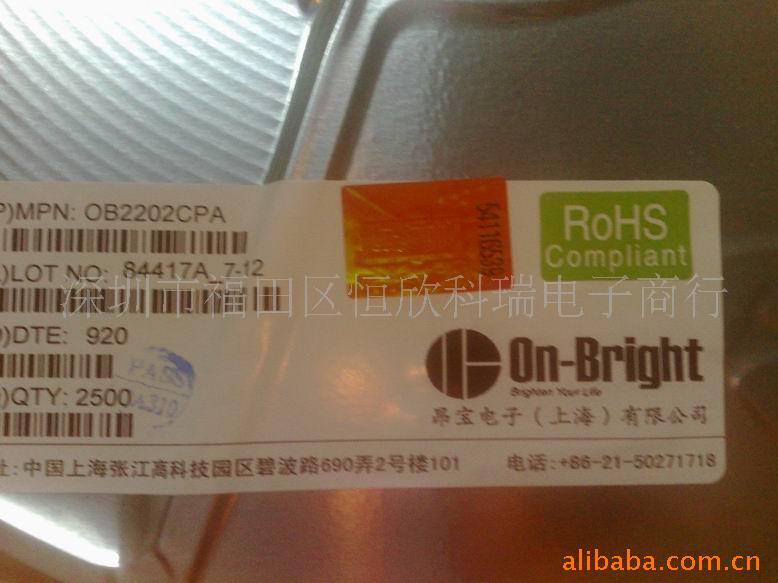 P)MPN: OB2202CPA
)LOT NO: 84417A_7-12
)DTE: 920
)QTY: 2500
PASS
RoHS
Compliant
深圳市福田区恒欣科瑞电子商行
On-Bright
Brighten Your Life
昂宝电子（上海）有限公司
址: 中国上海张江高科技园区碧波路690弄2号楼101
电话: +86-21-50271718
alibaba.com.cn